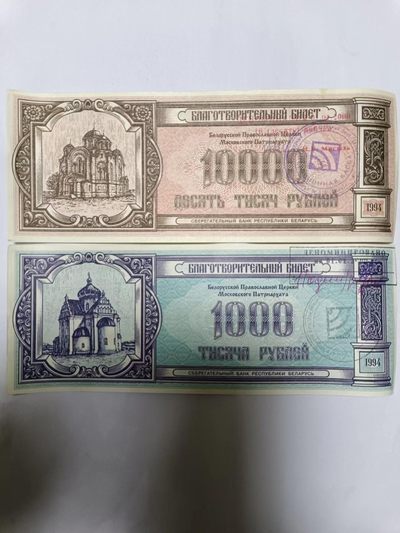 БЛАГОТВОРИТЕЛЬНЫЙ БИЛЕТ
Белорусской Православной Церкви
Московского Патриархата
10000
ДЕСЯТЬ ТЫСЯЧ РУБЛЕЙ
СБЕРЕГАТЕЛЬНЫЙ БАНК РЕСПУБЛИКИ БЕЛАРУСЬ
1994
ДЕНОМИНИРОВАНО
БЛАГОТВОРИТЕЛЬНЫЙ БИЛЕТ
Белорусской Православной Церкви
Московского Патриархата
1000
ТЫСЯЧА РУБЛЕЙ
СБЕРЕГАТЕЛЬНЫЙ БАНК РЕСПУБЛИКИ БЕЛАРУСЬ
1994